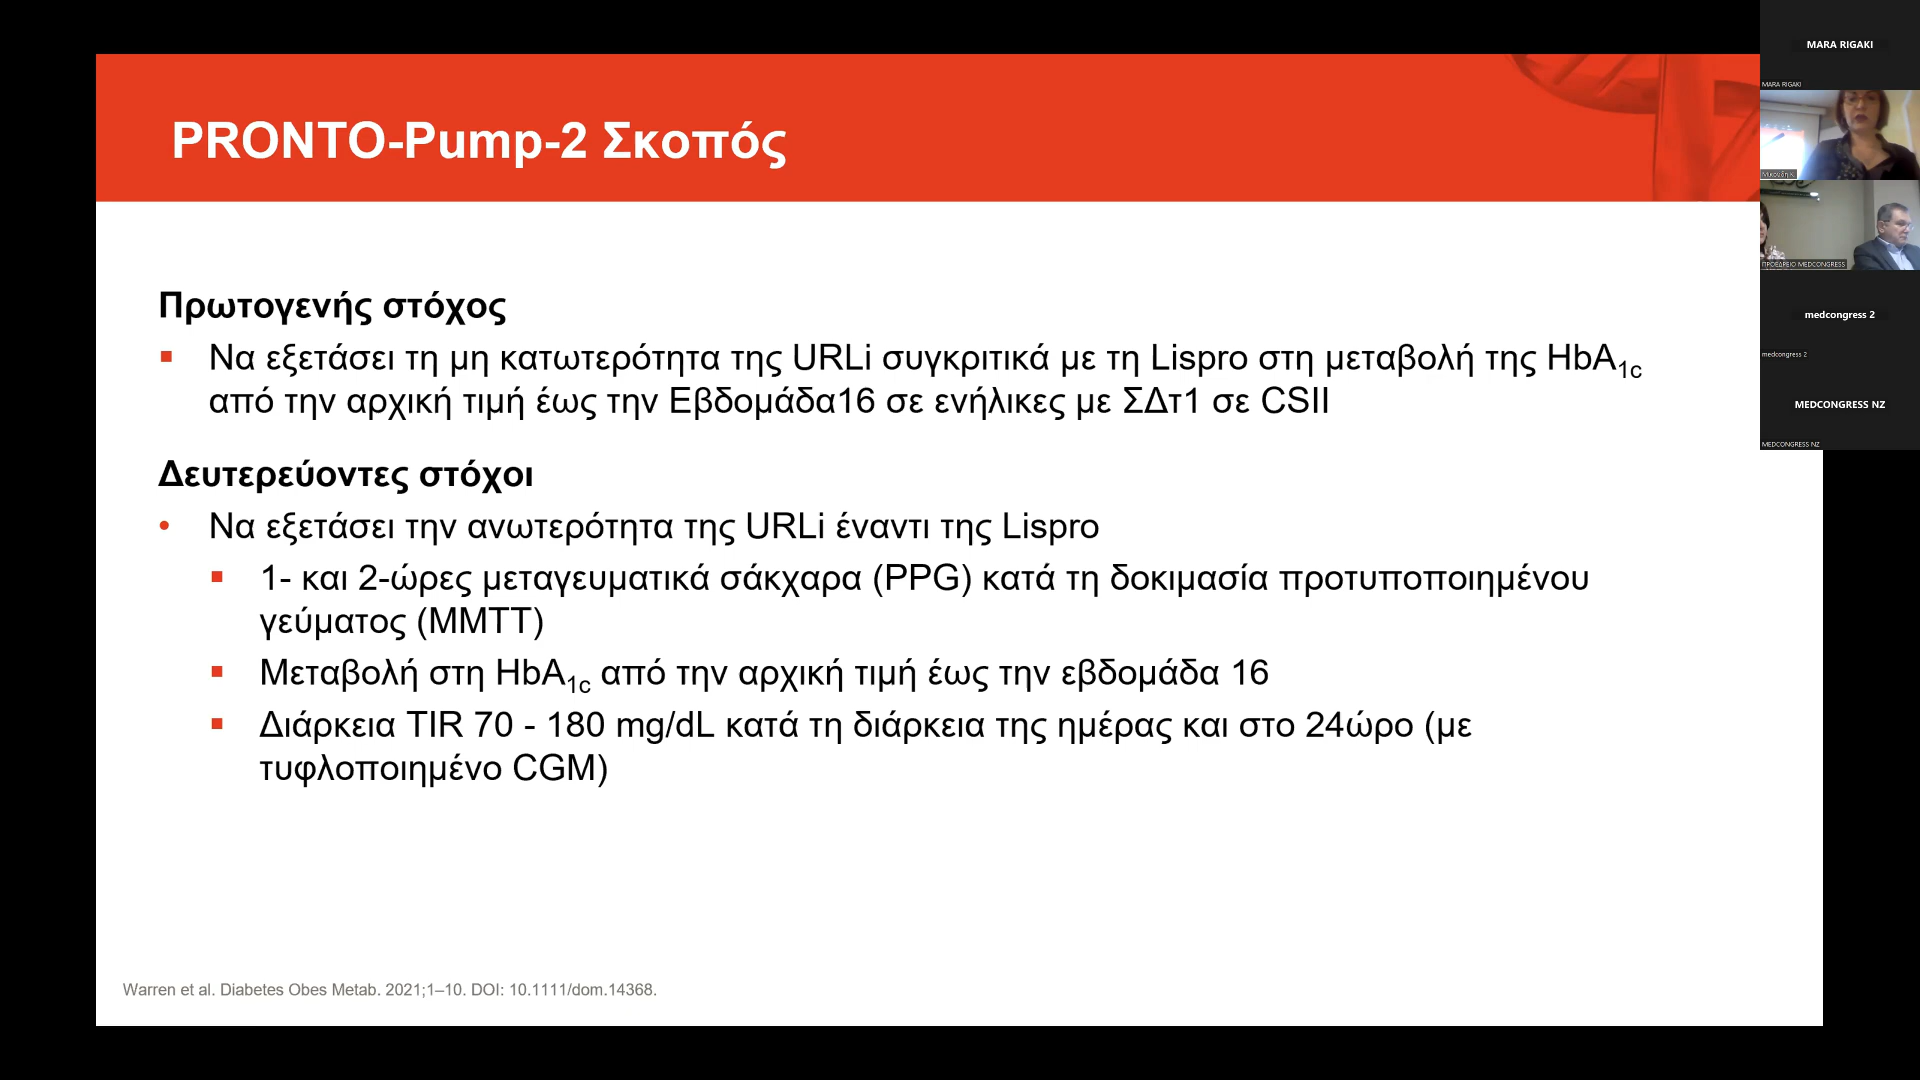 PRONTO-Pump-2 Σκοπός
Πρωτογενής στόχος
▪ Να εξετάσει τη μη κατωτερότητα της URLi συγκριτικά με τη Lispro στη μεταβολή της HbA1c
από την αρχική τιμή έως την Εβδομάδα16 σε ενήλικες με ΣΔτ1 σε CSII
Δευτερεύοντες στόχοι
• Να εξετάσει την ανωτερότητα της URLi έναντι της Lispro
▪ 1- και 2-ώρες μεταγευματικά σάκχαρα (PPG) κατά τη δοκιμασία προτυποποιημένου
γεύματος (MMTT)
▪ Μεταβολή στη HbA1c από την αρχική τιμή έως την εβδομάδα 16
▪ Διάρκεια TIR 70 - 180 mg/dL κατά τη διάρκεια της ημέρας και στο 24ώρο (με
τυφλοποιημένο CGM)
Warren et al. Diabetes Obes Metab. 2021;1–10. DOI: 10.1111/dom.14368.
MARA RIGAKI
MARA RIGAKI
ΠΡΟΕΔΡΕΙΟ MEDCONGRESS
medcongress 2
medcongress 2
MEDCONGRESS NZ
MEDCONGRESS NZ